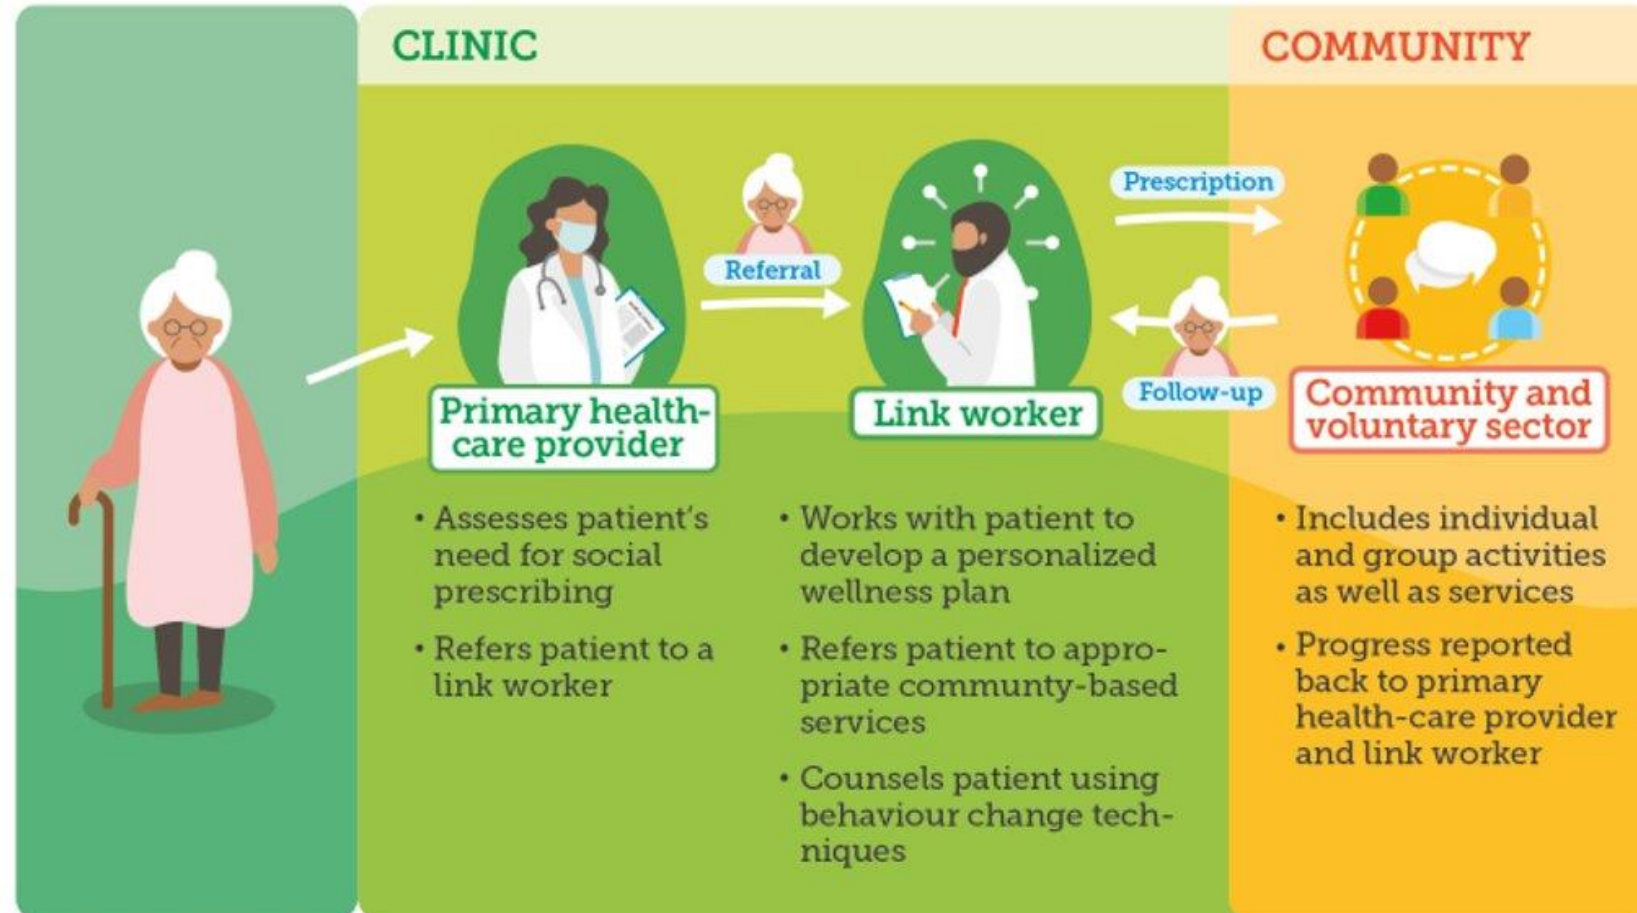 CLINIC
COMMUNITY
Referral
Prescription
Follow-up
Primary health-
care provider
Link worker
Community and
voluntary sector
• Assesses patient's
need for social
prescribing
• Refers patient to a
link worker
• Works with patient to
develop a personalized
wellness plan
• Refers patient to appro-
priate communty-based
services
• Counsels patient using
behaviour change tech-
niques
• Includes individual
and group activities
as well as services
• Progress reported
back to primary
health-care provider
and link worker